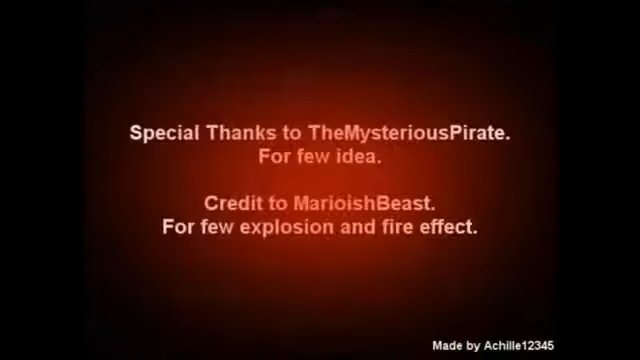 Special Thanks to TheMysteriousPirate.
For few idea.
Credit to MarioishBeast.
For few explosion and fire effect.
Made by Achille12345